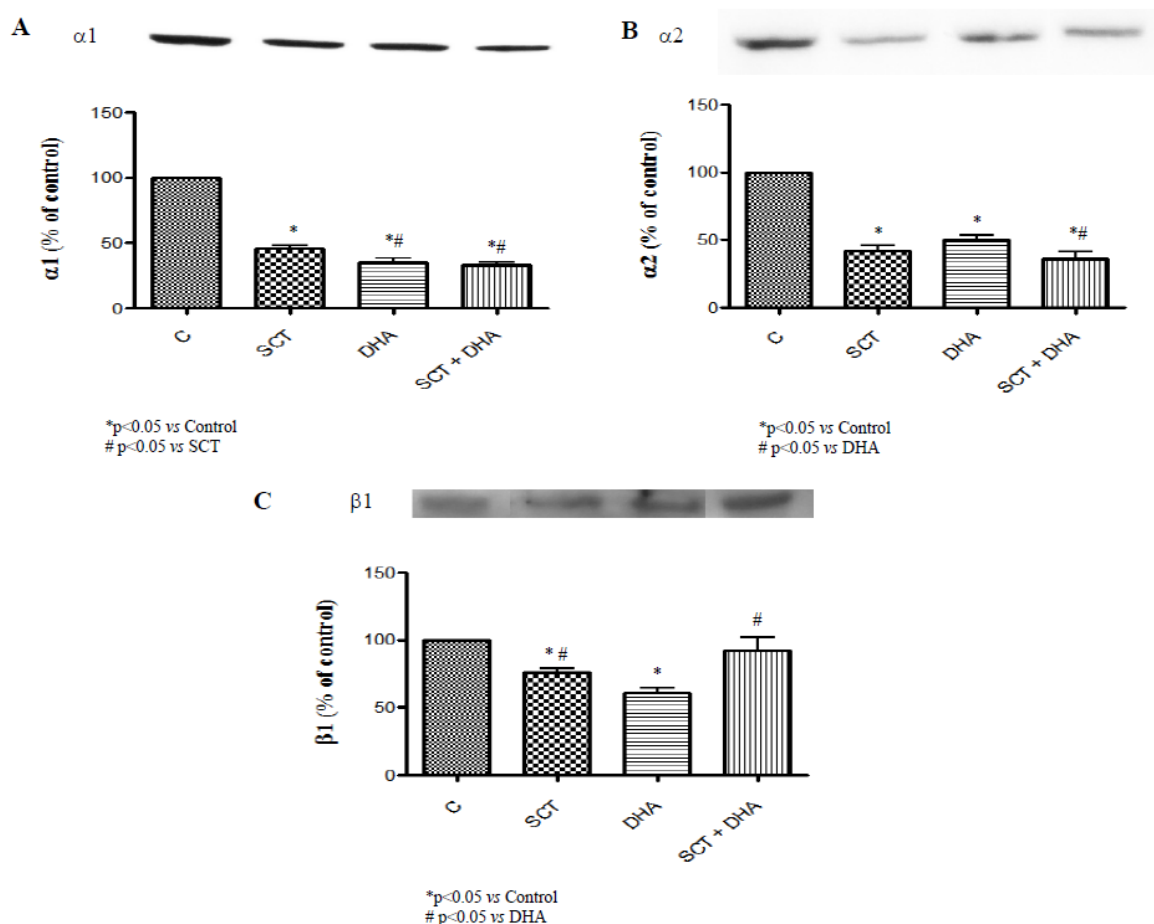 A α1
B α2
150
100
50
0
α1 (% of control)
C SCT DHA SCT + DHA
* *# *#
*p<0.05 vs Control
# p<0.05 vs SCT
150
100
50
0
α2 (% of control)
C SCT DHA SCT + DHA
* * *#
*p<0.05 vs Control
# p<0.05 vs DHA
C β1
150
100
50
0
β1 (% of control)
C SCT DHA SCT + DHA
* # * #
*p<0.05 vs Control
# p<0.05 vs DHA